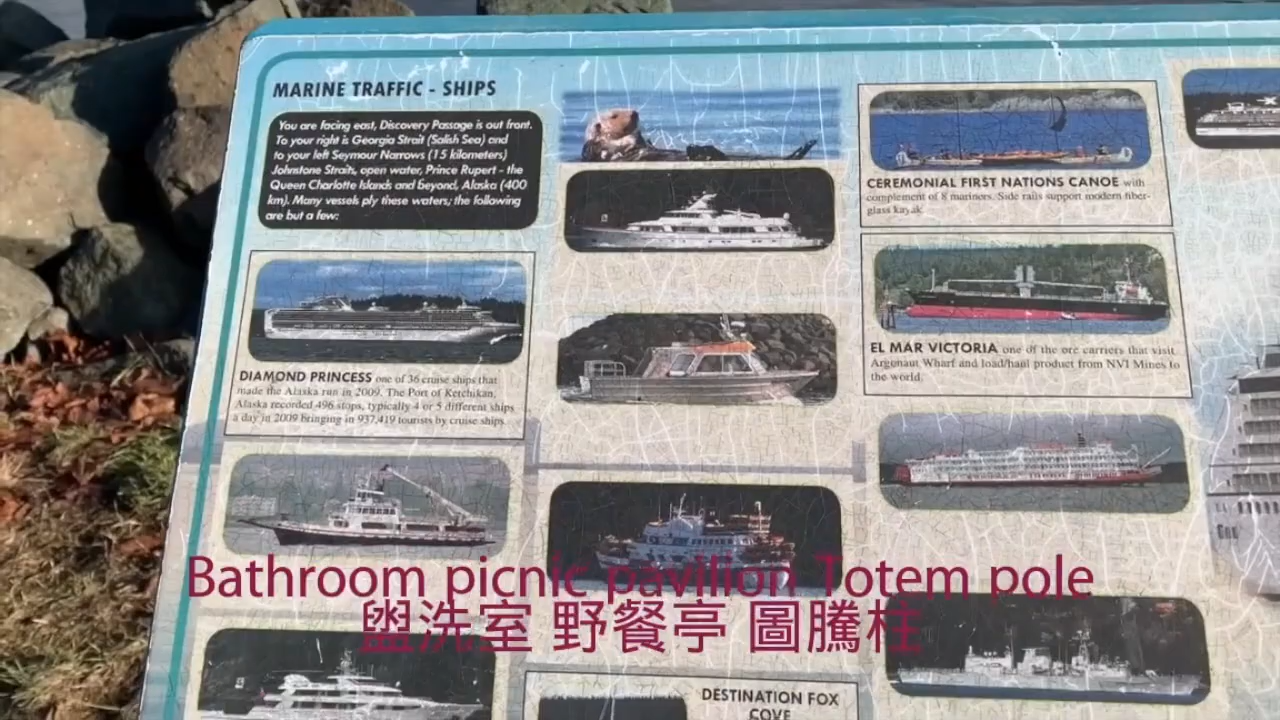 MARINE TRAFFIC - SHIPS
You are facing east, Discovery Passage is out front.
To your right is Georgia Strait (Salish Sea) and
to your left Seymour Narrows (15 kilometers)
Johnstone Straits, open water, Prince Rupert - the
Queen Charlotte Islands and beyond, Alaska (400
km). Many vessels ply these waters; the following
are but a few:
DIAMOND PRINCESS one of 36 cruise ships that
made the Alaska run in 2009. The Port of Ketchikan,
Alaska recorded 496 stops, typically 4 or 5 different ships
a day in 2009 bringing in 937,419 tourists by cruise ships.
CEREMONIAL FIRST NATIONS CANOE with
complement of 8 mariners. Side rails support modern fiber-
glass kayak.
EL MAR VICTORIA one of the ore carriers that visit
Argonaut Wharf and load/haul product from NVI Mines to
the world.
DESTINATION FOX
COVE
Bathroom picnic pavilion Totem pole
盥洗室 野餐亭 圖騰柱